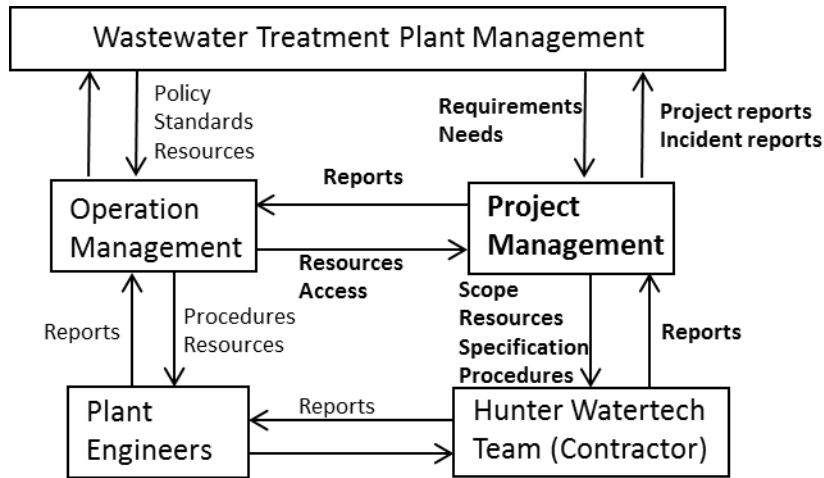 Wastewater Treatment Plant Management
Policy
Standards
Resources
Requirements
Needs
Project reports
Incident reports
Reports
Operation
Management
Project
Management
Resources
Access
Reports
Procedures
Resources
Scope
Resources
Specification
Procedures
Reports
Plant
Engineers
Reports
Hunter Watertech
Team (Contractor)